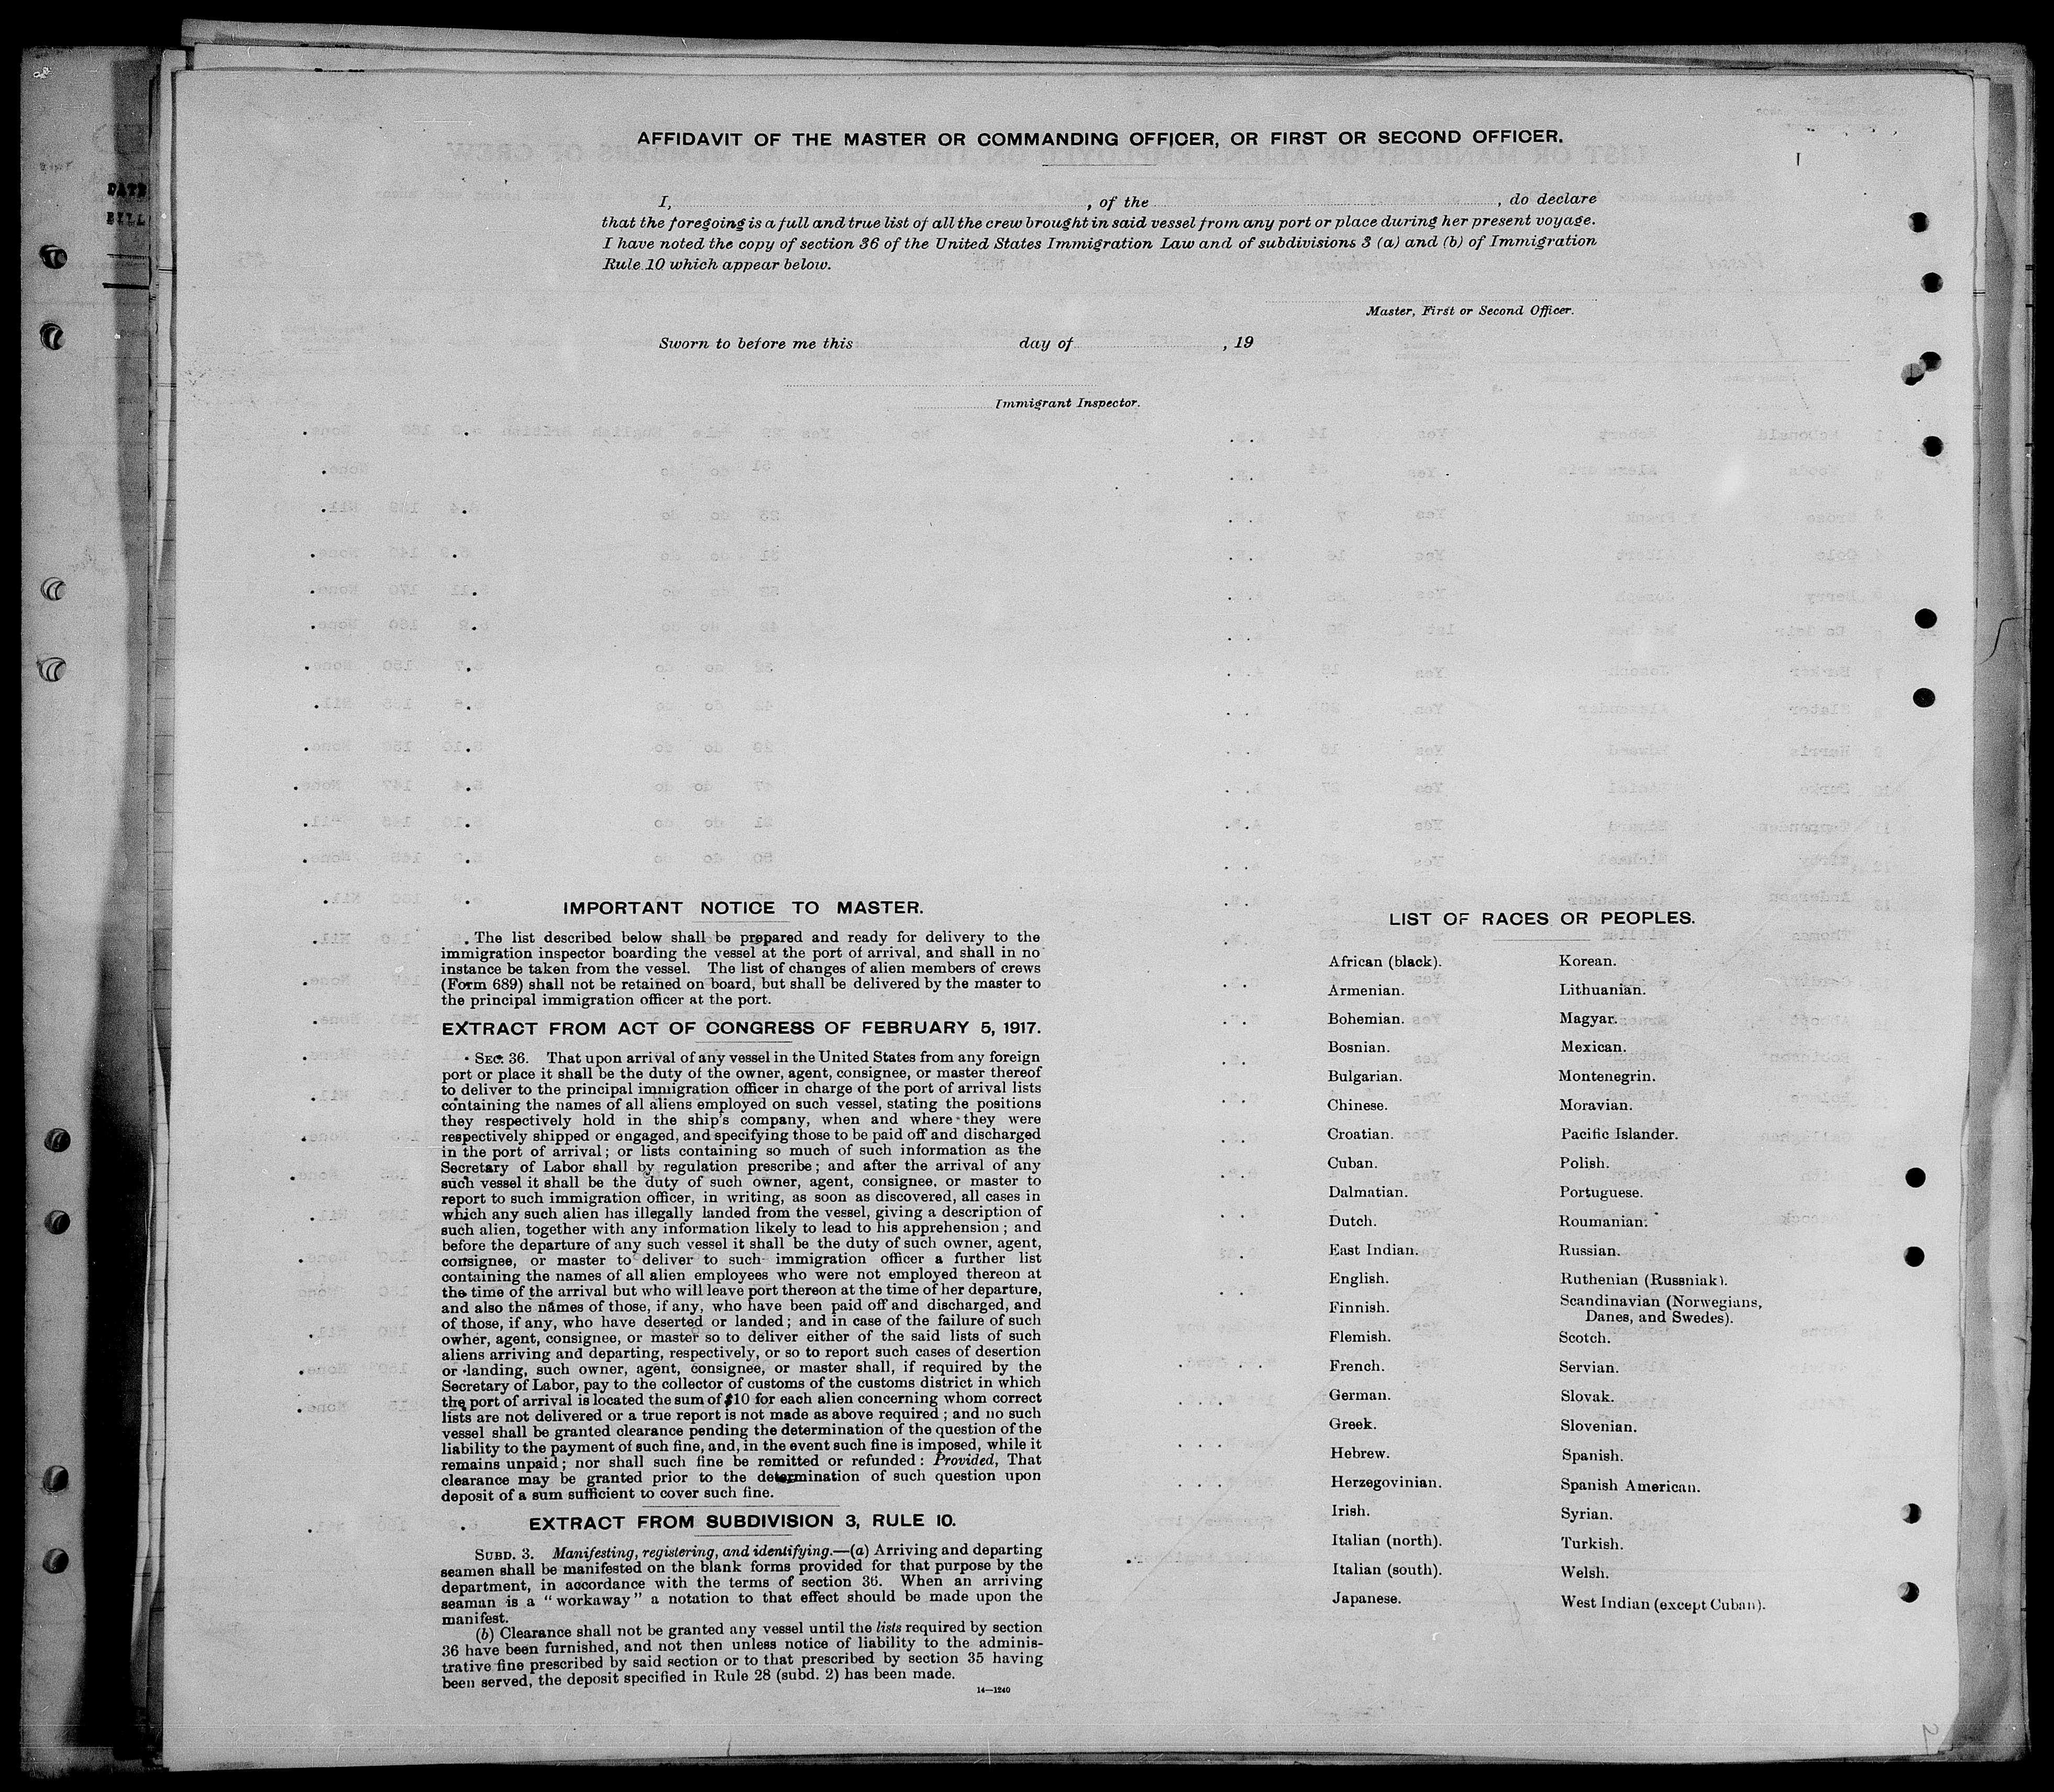 AFFIDAVIT OF THE MASTER OR COMMANDING OFFICER, OR FIRST OR SECOND OFFICER.
I, , of the , do declare
that the foregoing is a full and true list of all the crew brought in said vessel from any port or place during her present voyage.
I have noted the copy of section 36 of the United States Immigration Law and of subdivisions 3 (a) and (b) of Immigration
Rule 10 which appear below.
Master, First or Second Officer.
Sworn to before me this day of , 19
Immigrant Inspector.
IMPORTANT NOTICE TO MASTER.
The list described below shall be prepared and ready for delivery to the
immigration inspector boarding the vessel at the port of arrival, and shall in no
instance be taken from the vessel. The list of changes of alien members of crews
(Form 689) shall not be retained on board, but shall be delivered by the master to
the principal immigration officer at the port.
EXTRACT FROM ACT OF CONGRESS OF FEBRUARY 5, 1917.
SEC. 36. That upon arrival of any vessel in the United States from any foreign
port or place it shall be the duty of the owner, agent, consignee, or master thereof
to deliver to the principal immigration officer in charge of the port of arrival lists
containing the names of all aliens employed on such vessel, stating the positions
they respectively hold in the ship's company, when and where they were
respectively shipped or engaged, and specifying those to be paid off and discharged
in the port of arrival; or lists containing so much of such information as the
Secretary of Labor shall by regulation prescribe; and after the arrival of any
such vessel it shall be the duty of such owner, agent, consignee, or master to
report to such immigration officer, in writing, as soon as discovered, all cases in
which any such alien has illegally landed from the vessel, giving a description of
such alien, together with any information likely to lead to his apprehension; and
before the departure of any such vessel it shall be the duty of such owner, agent,
consignee, or master to deliver to such immigration officer a further list
containing the names of all alien employees who were not employed thereon at
the time of the arrival but who will leave port thereon at the time of her departure,
and also the names of those, if any, who have been paid off and discharged, and
of those, if any, who have deserted or landed; and in case of the failure of such
owner, agent, consignee, or master so to deliver either of the said lists of such
aliens arriving and departing, respectively, or so to report such cases of desertion
or landing, such owner, agent, consignee, or master shall, if required by the
Secretary of Labor, pay to the collector of customs of the customs district in which
the port of arrival is located the sum of $10 for each alien concerning whom correct
lists are not delivered or a true report is not made as above required; and no such
vessel shall be granted clearance pending the determination of the question of the
liability to the payment of such fine, and, in the event such fine is imposed, while it
remains unpaid; nor shall such fine be remitted or refunded: Provided, That
clearance may be granted prior to the determination of such question upon
deposit of a sum sufficient to cover such fine.
EXTRACT FROM SUBDIVISION 3, RULE 10.
SUBD. 3. Manifesting, registering, and identifying.—(a) Arriving and departing
seamen shall be manifested on the blank forms provided for that purpose by the
department, in accordance with the terms of section 36. When an arriving
seaman is a "workaway" a notation to that effect should be made upon the
manifest.
(b) Clearance shall not be granted any vessel until the lists required by section
36 have been furnished, and not then unless notice of liability to the adminis-
trative fine prescribed by said section or to that prescribed by section 35 having
been served, the deposit specified in Rule 28 (subd. 2) has been made.
14—1240
LIST OF RACES OR PEOPLES.
African (black).
Armenian.
Bohemian.
Bosnian.
Bulgarian.
Chinese.
Croatian.
Cuban.
Dalmatian.
Dutch.
East Indian.
English.
Finnish.
Flemish.
French.
German.
Greek.
Hebrew.
Herzegovinian.
Irish.
Italian (north).
Italian (south).
Japanese.
Korean.
Lithuanian.
Magyar.
Mexican.
Montenegrin.
Moravian.
Pacific Islander.
Polish.
Portuguese.
Roumanian.
Russian.
Ruthenian (Russniak).
Scandinavian (Norwegians,
Danes, and Swedes).
Scotch.
Servian.
Slovak.
Slovenian.
Spanish.
Spanish American.
Syrian.
Turkish.
Welsh.
West Indian (except Cuban).